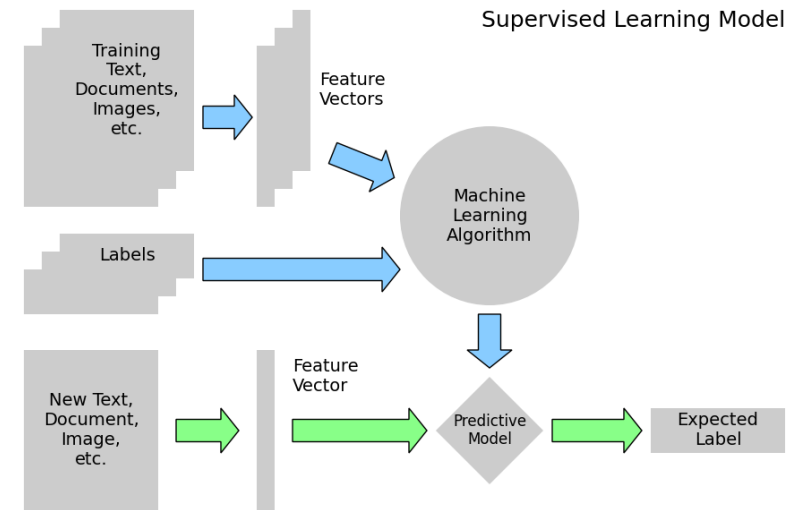 Supervised Learning Model
Training
Text,
Documents,
Images,
etc.
Feature
Vectors
Machine
Learning
Algorithm
Labels
New Text,
Document,
Image,
etc.
Feature
Vector
Predictive
Model
Expected
Label